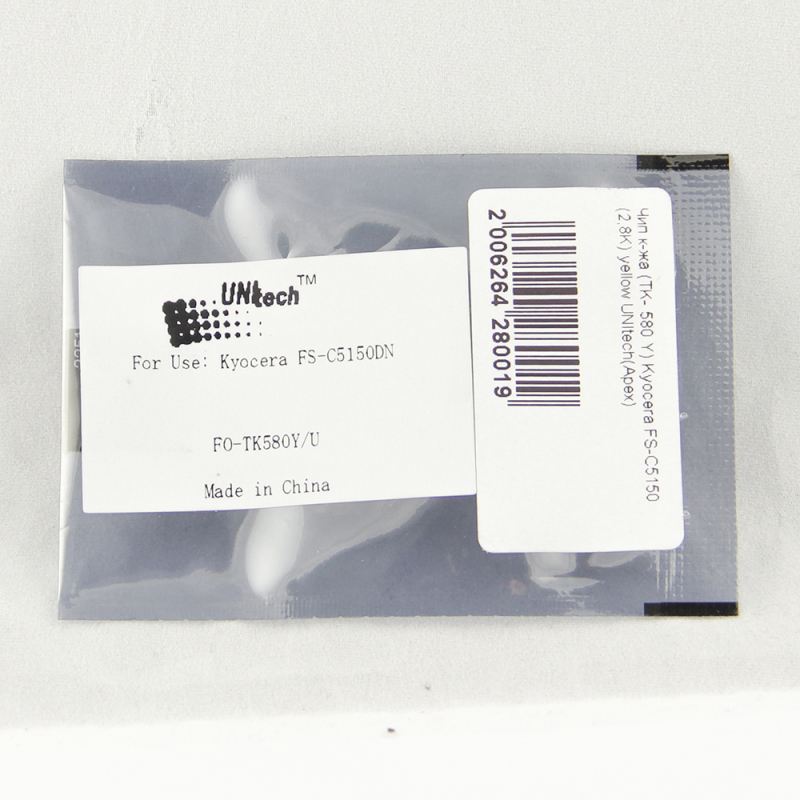 UNItech™
For Use: Kyocera FS-C5150DN
FO-TK580Y/U
Made in China
2 006264 280019
Чип к-жа (TK- 580 Y) Kyocera FS-C5150
(2,8K) yellow UNItech(Apex)